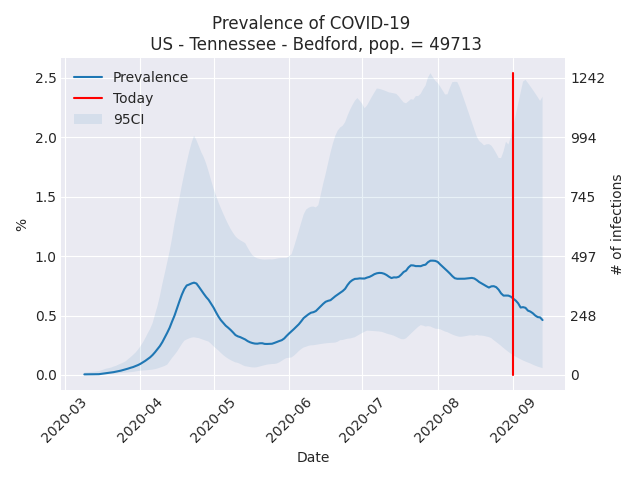 Prevalence of COVID-19
US - Tennessee - Bedford, pop. = 49713
Prevalence
Today
95CI
2.5
2.0
1.5
1.0
0.5
0.0
%
1242
994
745
497
248
0
# of infections
2020-03
2020-04
2020-05
2020-06
2020-07
2020-08
2020-09
Date